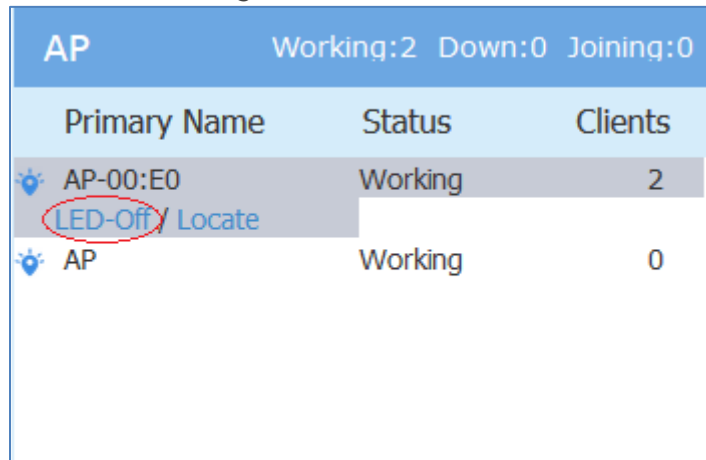 AP Working:2 Down:0 Joining:0
Primary Name Status Clients
AP-00:E0 Working 2
LED-Off / Locate
AP Working 0